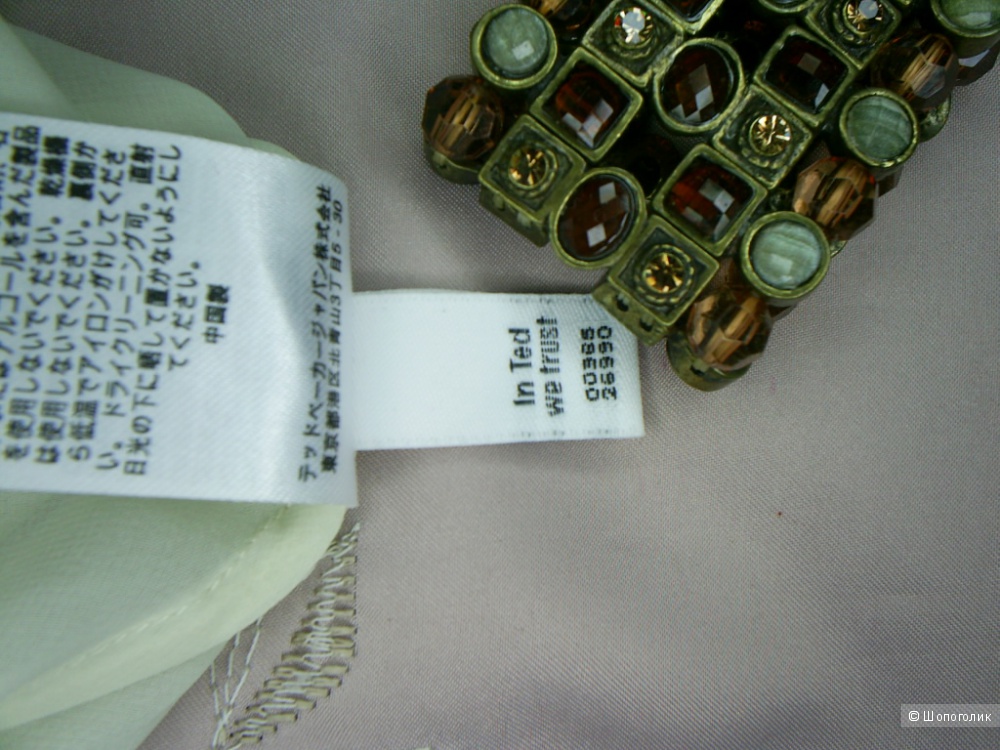 を使用しないでください。乾燥機
は使用しないでください。裏側か
ら低温でアイロンがけしてくださ
い。ドライクリーニング可。直射
日光の下に晒して置かないようにし
てください。
中国製
テッドベーカージャパン株式会社
東京都港区北青山3丁目5-30
In Ted
we trust
00385
26990
© Шопоголик